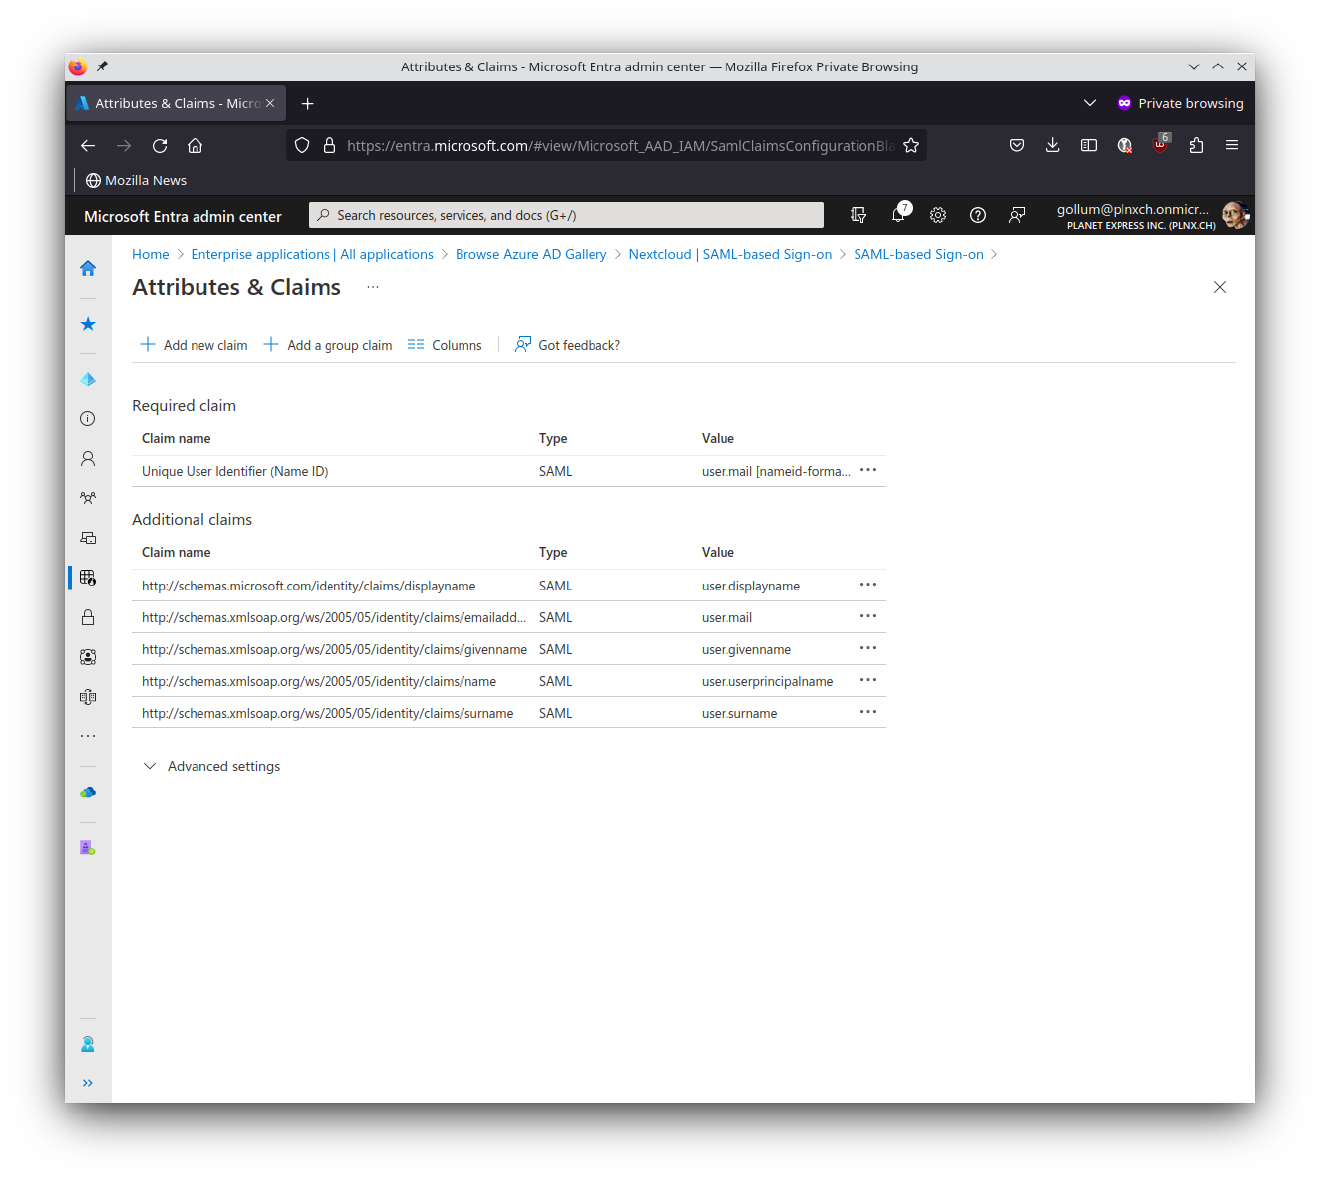 Attributes & Claims - Microsoft Entra admin center — Mozilla Firefox Private Browsing
Attributes & Claims - Micro
Private browsing
https://entra.microsoft.com/#view/Microsoft_AAD_IAM/SamlClaimsConfigurationBla
6
Mozilla News
Microsoft Entra admin center
Search resources, services, and docs (G+/)
7
gollum@plnxch.onmicr...
PLANET EXPRESS INC. (PLNX.CH)
Home > Enterprise applications | All applications > Browse Azure AD Gallery > Nextcloud | SAML-based Sign-on > SAML-based Sign-on >
Attributes & Claims ...
Add new claim Add a group claim Columns Got feedback?
Required claim
Claim name Type Value
Unique User Identifier (Name ID) SAML user.mail [nameid-forma...
Additional claims
Claim name Type Value
http://schemas.microsoft.com/identity/claims/displayname SAML user.displayname
http://schemas.xmlsoap.org/ws/2005/05/identity/claims/emailadd... SAML user.mail
http://schemas.xmlsoap.org/ws/2005/05/identity/claims/givenname SAML user.givenname
http://schemas.xmlsoap.org/ws/2005/05/identity/claims/name SAML user.userprincipalname
http://schemas.xmlsoap.org/ws/2005/05/identity/claims/surname SAML user.surname
Advanced settings